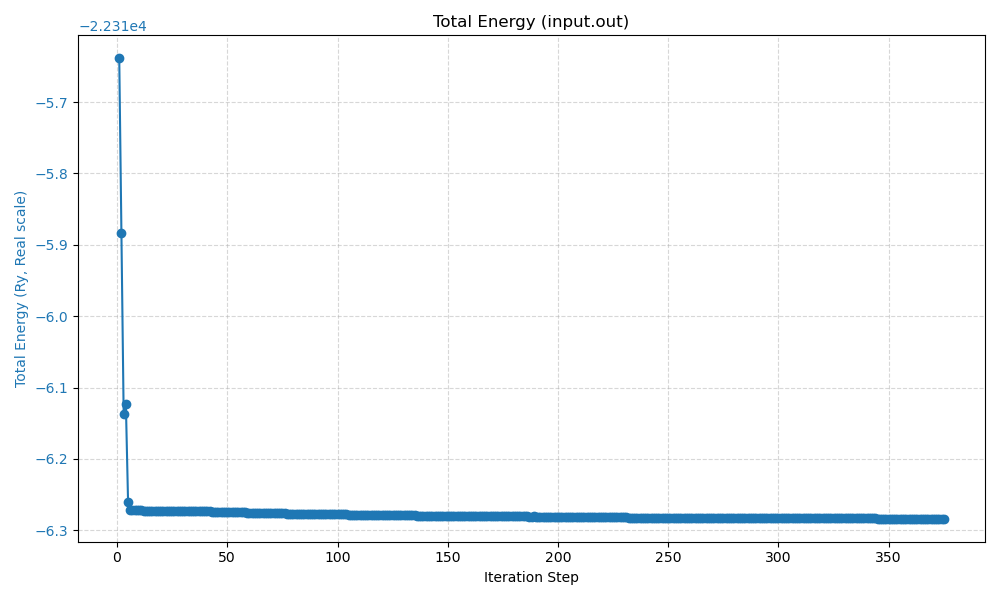 Total Energy (input.out)
−2.231e4
−5.7
−5.8
−5.9
−6.0
−6.1
−6.2
−6.3
Total Energy (Ry, Real scale)
0 50 100 150 200 250 300 350
Iteration Step